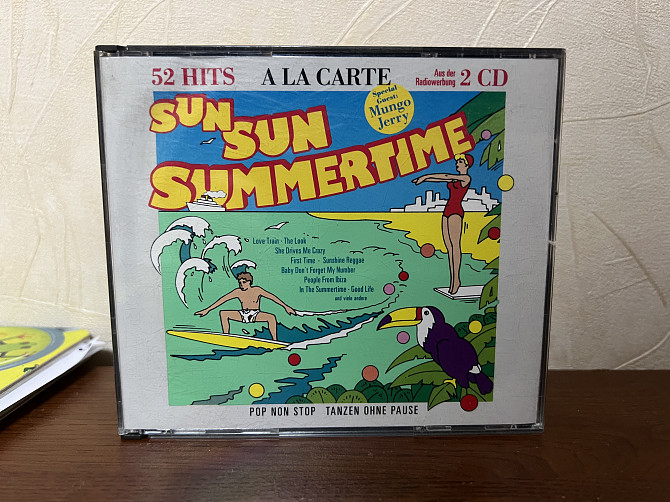 52 HITS A LA CARTE Aus der Radiowerbung 2 CD
Special Guest: Mungo Jerry
SUN SUN SUMMERTIME
Love Train · The Look
She Drives Me Crazy
First Time · Sunshine Reggae
Baby Don't Forget My Number
People From Ibiza
In The Summertime · Good Life
und viele andere
POP NON STOP TANZEN OHNE PAUSE